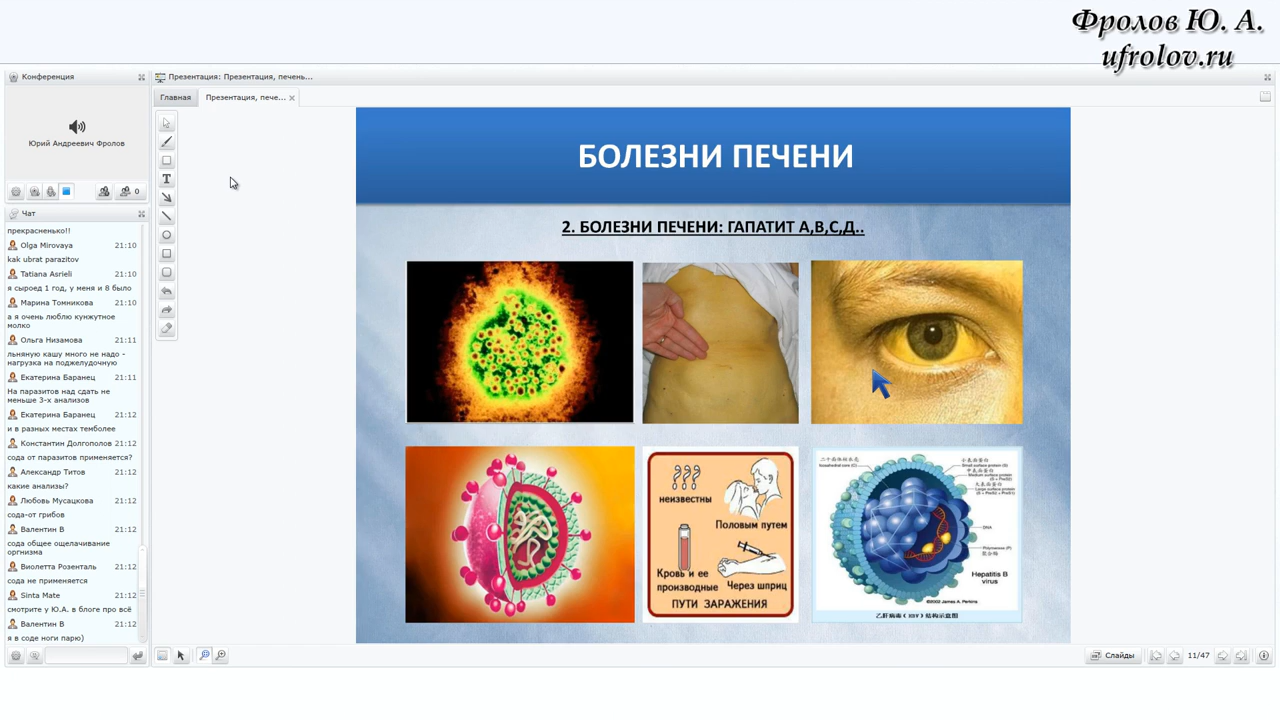 Фролов Ю. А.
ufrolov.ru
Конференция
Презентация: Презентация, печень...
Главная
Презентация, пече...
Юрий Андреевич Фролов
0
Чат
прекрасненько!!
Olga Mirovaya 21:10
kak ubrat parazitov
Tatiana Asrieli 21:10
я сыроед 1 год, у меня и 8 было
Марина Томникова 21:10
а я очень люблю кунжутное
молко
Ольга Низамова 21:11
льняную кашу много не надо -
нагрузка на поджелудочную
Екатерина Баранец 21:11
На паразитов над сдать не
меньше 3-х анализов
Екатерина Баранец 21:12
и в разных местах темболее
Константин Долгополов 21:12
сода от паразитов применяется?
Александр Титов 21:12
какие анализы?
Любовь Мусацкова 21:12
сода-от грибов
Валентин В 21:12
сода общее ощелачивание
оргнизма
Виолетта Розенталь 21:12
сода не применяется
Sinta Mate 21:12
смотрите у Ю.А. в блоге про всё
Валентин В 21:12
я в соде ноги парю)
БОЛЕЗНИ ПЕЧЕНИ
2. БОЛЕЗНИ ПЕЧЕНИ: ГАПАТИТ А,В,С,Д..
???
неизвестны
Половым путем
Кровь и ее
производные
Через шприц
ПУТИ ЗАРАЖЕНИЯ
DNA
Hepatitis B
virus
©2002 James A. Perkins
Слайды
11/47